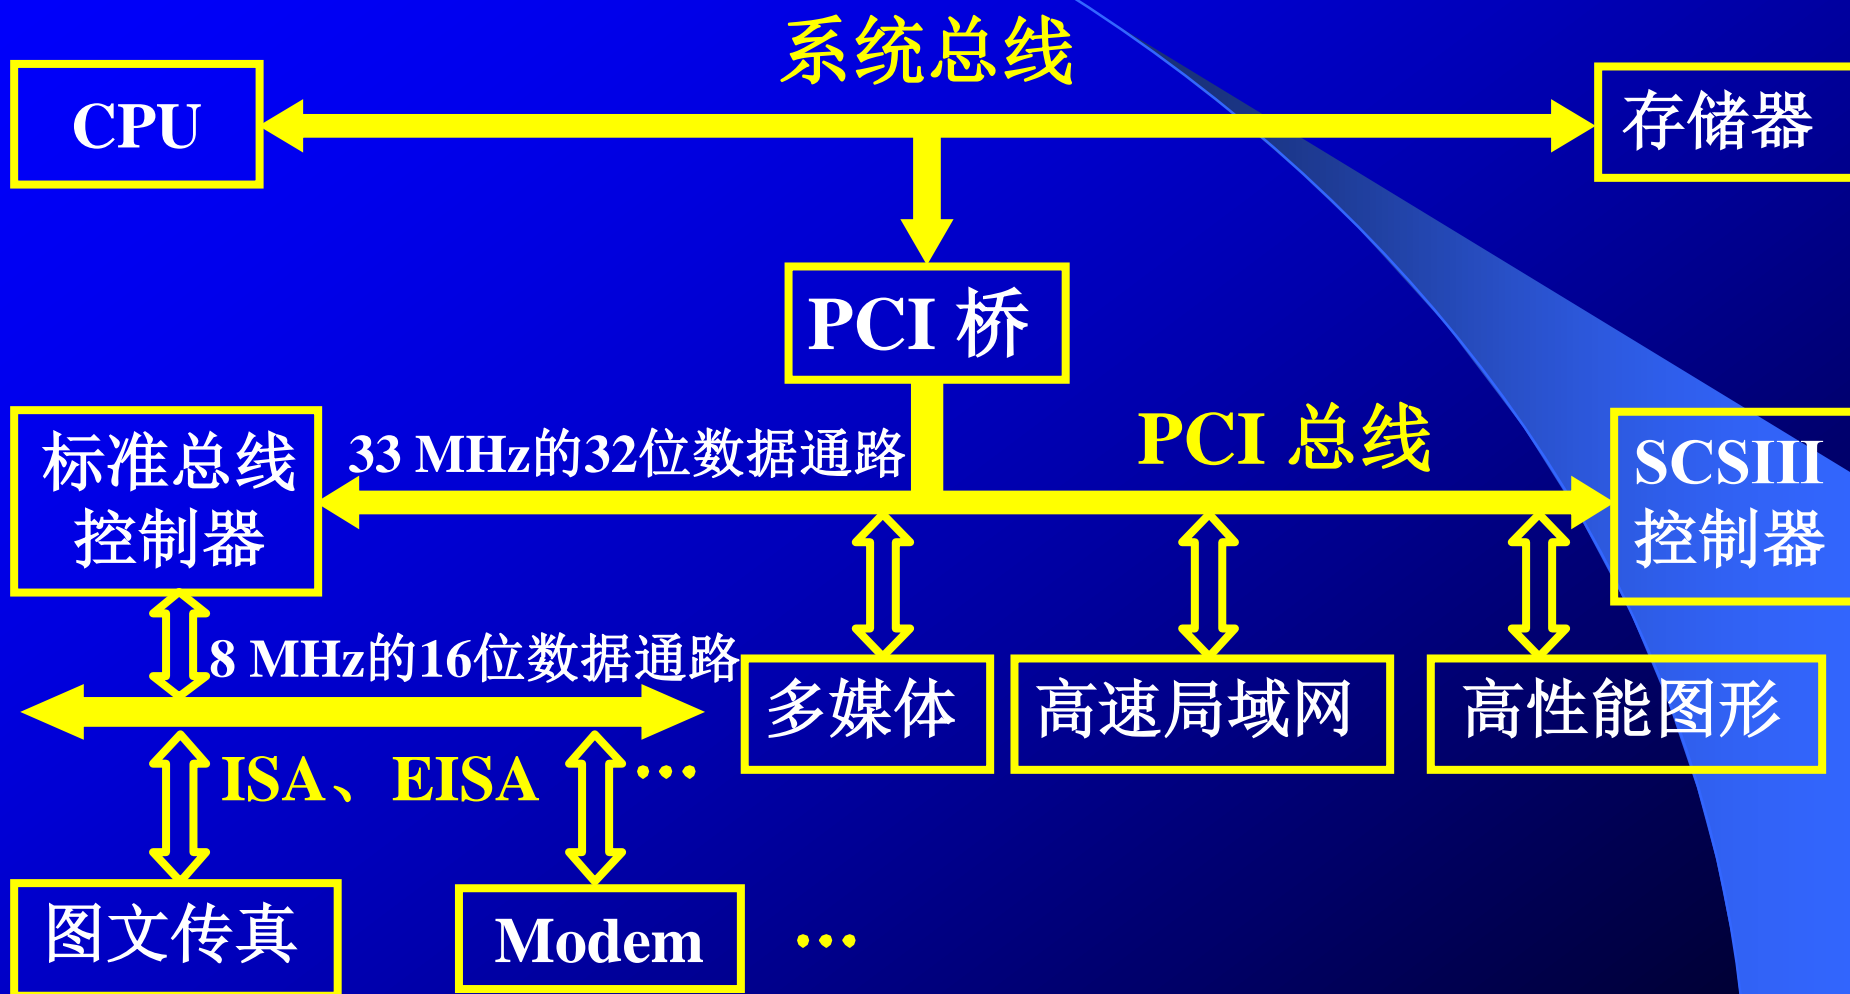 系统总线
CPU
存储器
PCI 桥
33 MHz的32位数据通路
PCI 总线
标准总线
控制器
SCSIII
控制器
8 MHz的16位数据通路
多媒体
高速局域网
高性能图形
ISA、EISA
…
图文传真
Modem
…